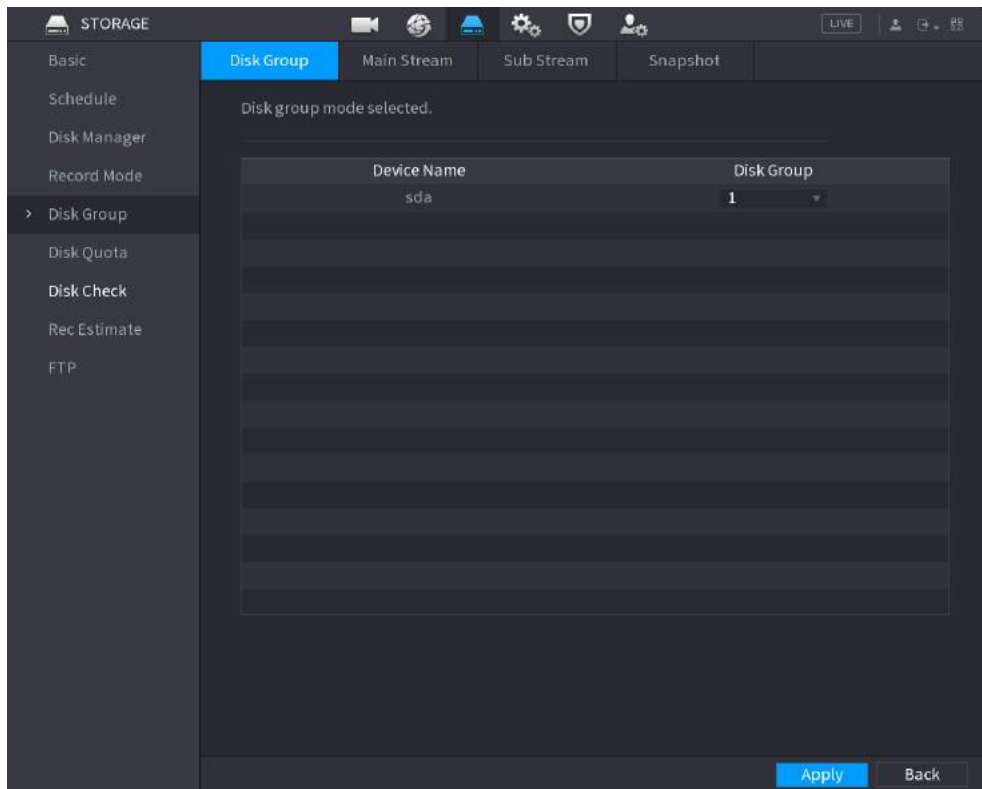 STORAGE
LIVE
Basic
Schedule
Disk Manager
Record Mode
> Disk Group
Disk Quota
Disk Check
Rec Estimate
FTP
Disk Group Main Stream Sub Stream Snapshot
Disk group mode selected.
Device Name Disk Group
sda 1
Apply Back